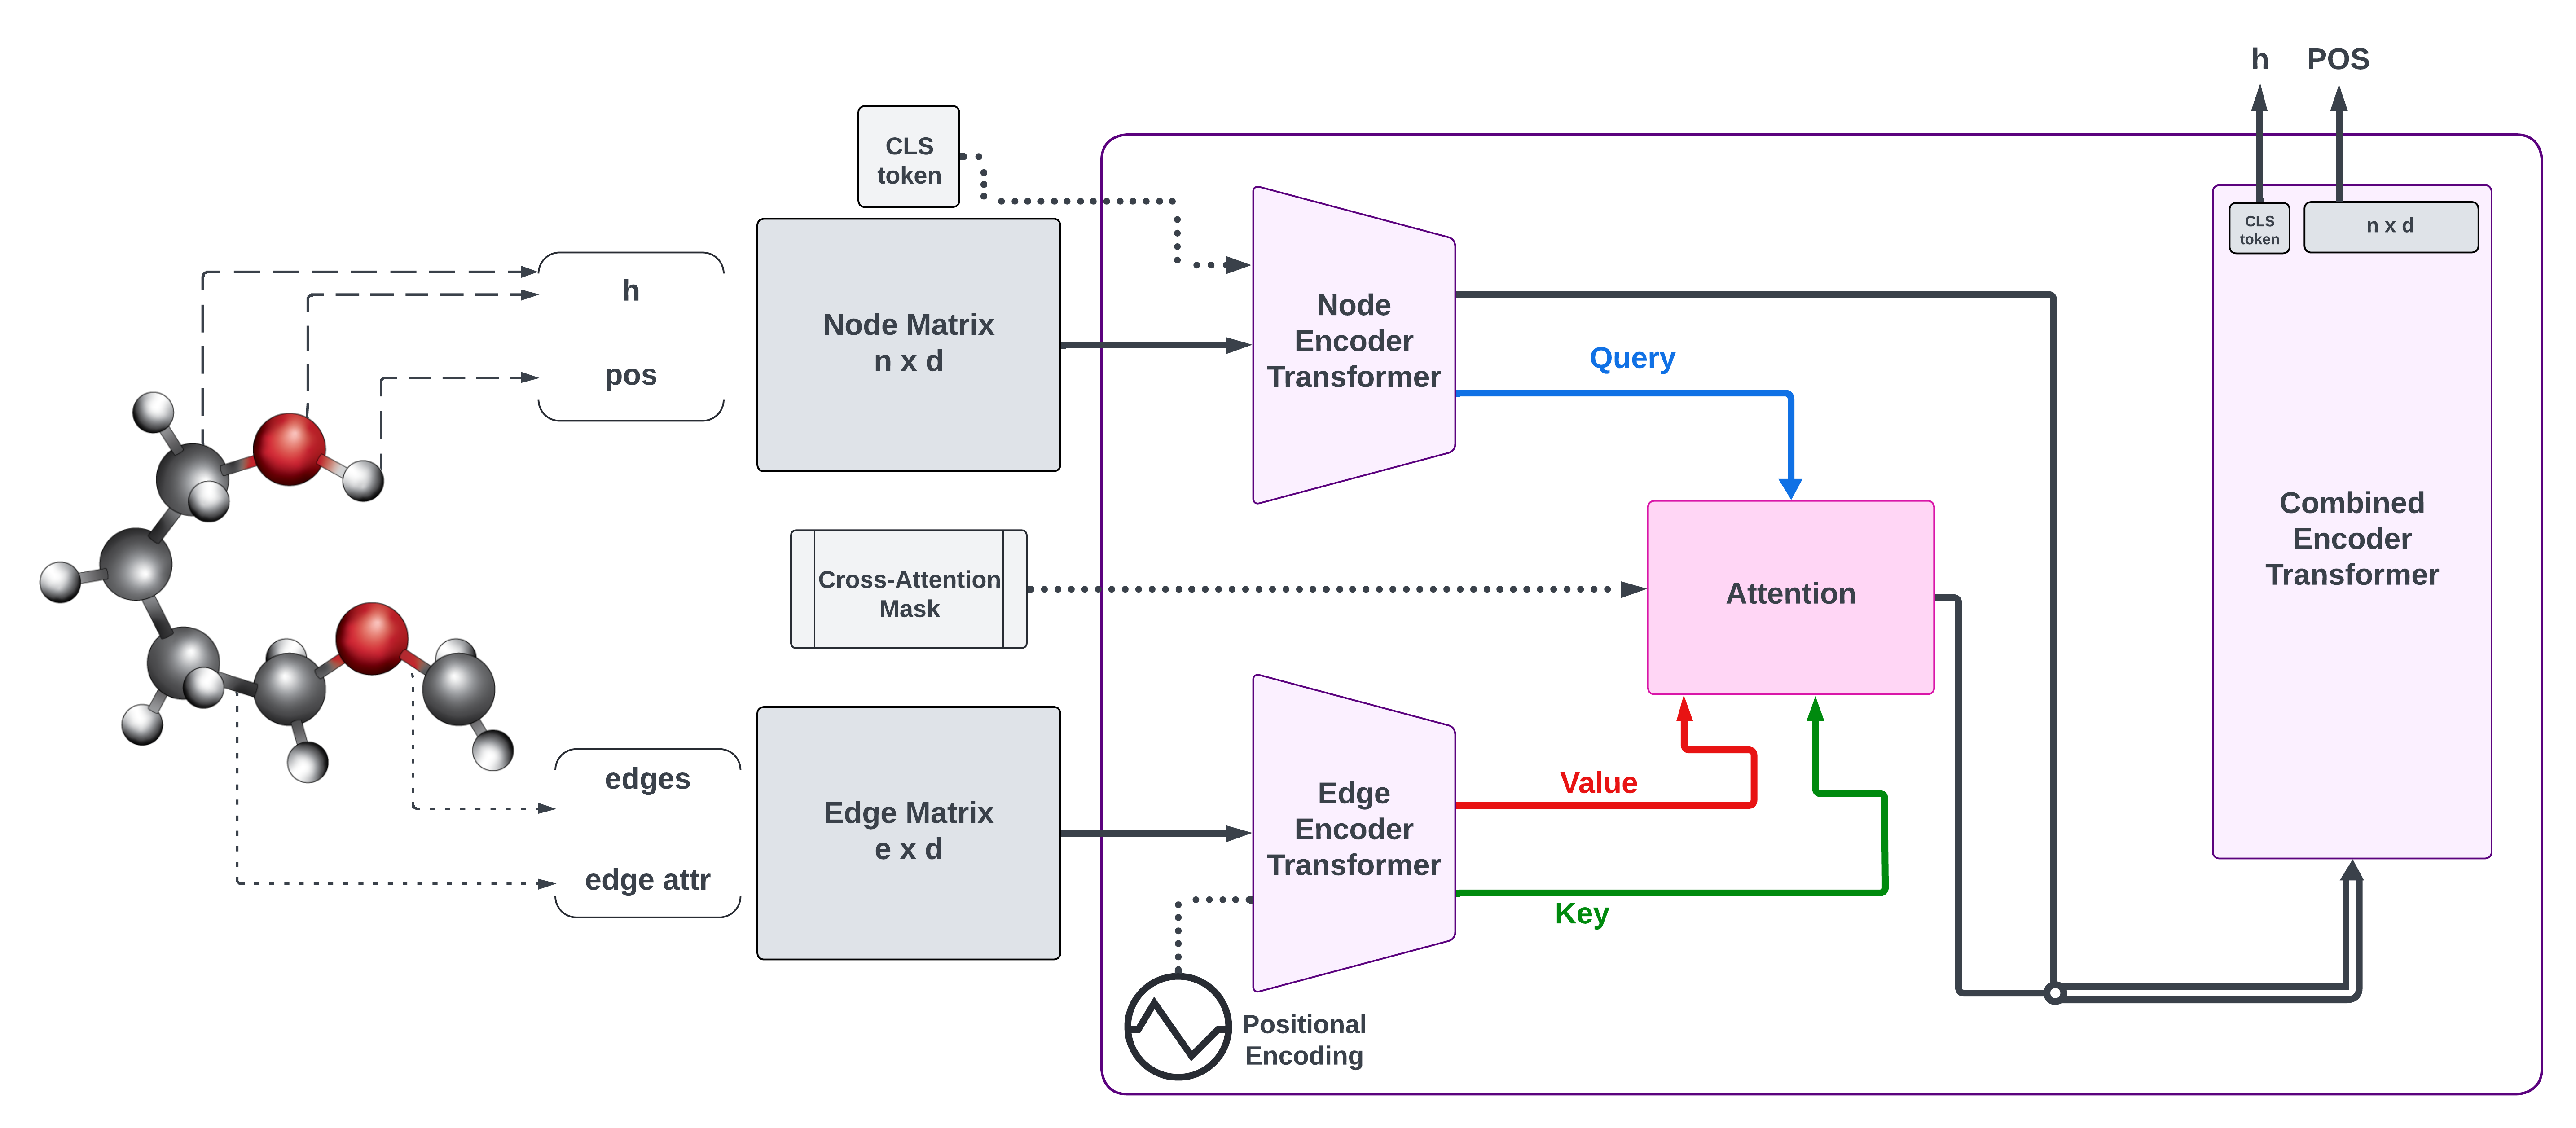 h POS
CLS
token
CLS
token
n x d
h
pos
Node Matrix
n x d
Node
Encoder
Transformer
Query
Cross-Attention
Mask
Attention
Combined
Encoder
Transformer
edges
edge attr
Edge Matrix
e x d
Edge
Encoder
Transformer
Value
Key
Positional
Encoding